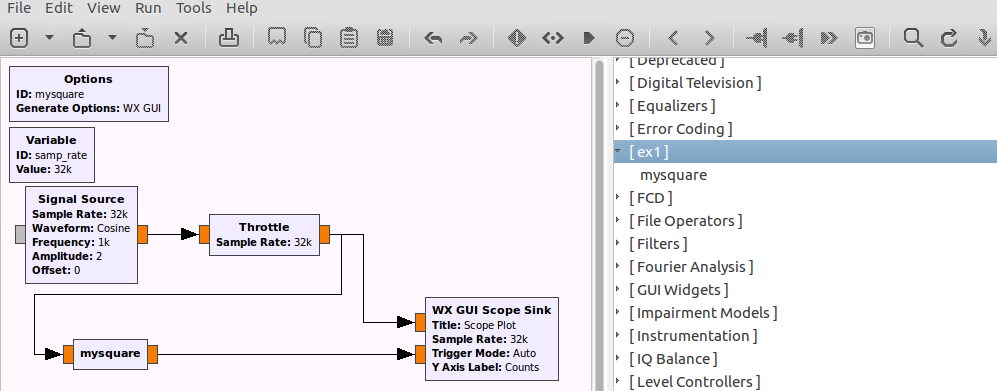 File Edit View Run Tools Help
Options
ID: mysquare
Generate Options: WX GUI
Variable
ID: samp_rate
Value: 32k
Signal Source
Sample Rate: 32k
Waveform: Cosine
Frequency: 1k
Amplitude: 2
Offset: 0
Throttle
Sample Rate: 32k
WX GUI Scope Sink
Title: Scope Plot
Sample Rate: 32k
Trigger Mode: Auto
Y Axis Label: Counts
mysquare
[ Deprecated ]
[ Digital Television ]
[ Equalizers ]
[ Error Coding ]
[ ex1 ]
mysquare
[ FCD ]
[ File Operators ]
[ Filters ]
[ Fourier Analysis ]
[ GUI Widgets ]
[ Impairment Models ]
[ Instrumentation ]
[ IQ Balance ]
[ Level Controllers ]